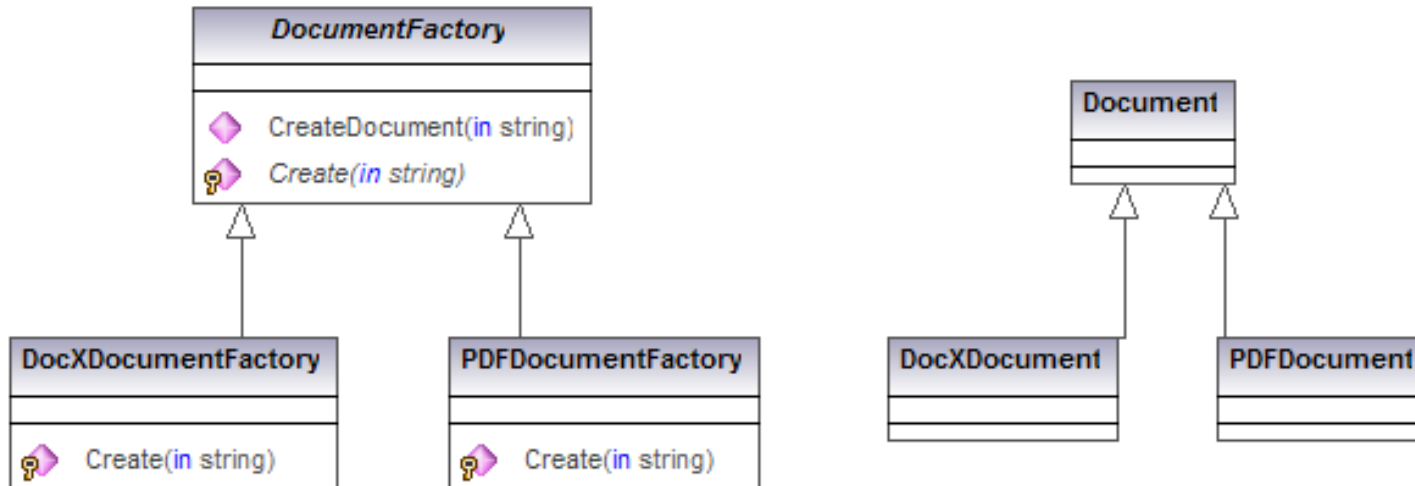 DocumentFactory
CreateDocument(in string)
Create(in string)
Document
DocXDocumentFactory
Create(in string)
PDFDocumentFactory
Create(in string)
DocXDocument
PDFDocument